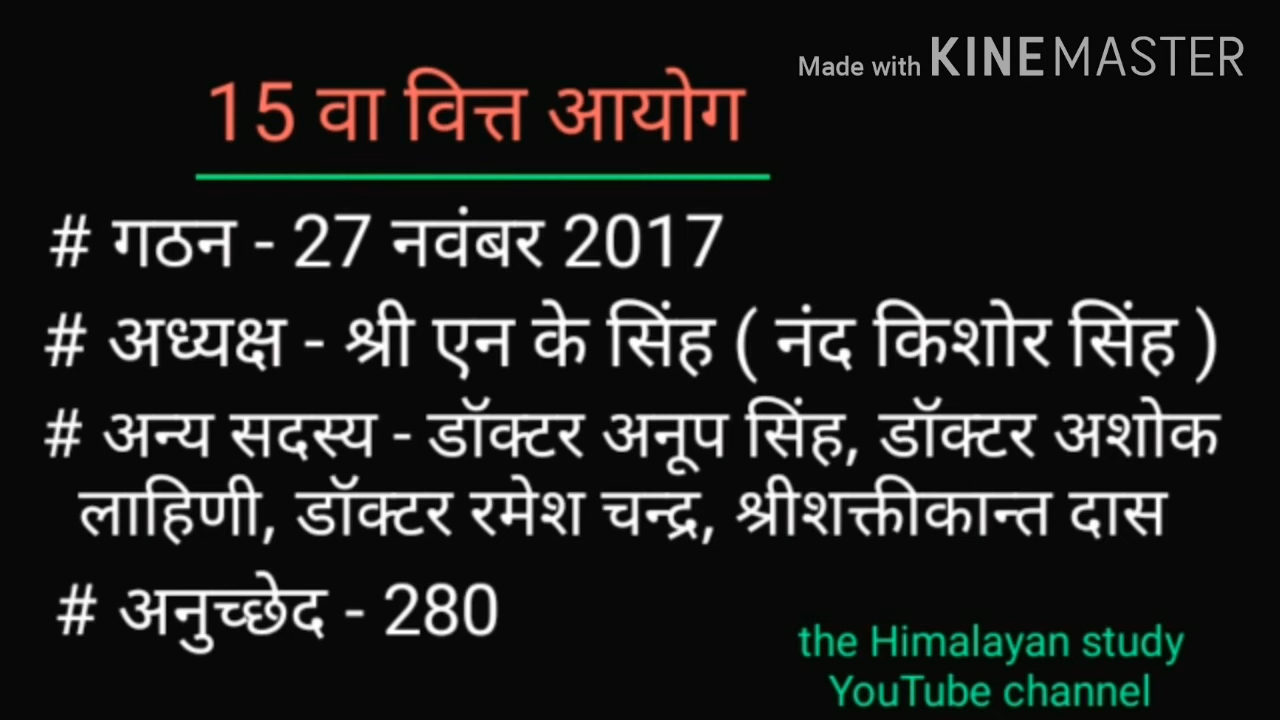 Made with KINEMASTER
15 वा वित्त आयोग
# गठन - 27 नवंबर 2017
# अध्यक्ष - श्री एन के सिंह ( नंद किशोर सिंह )
# अन्य सदस्य - डॉक्टर अनूप सिंह, डॉक्टर अशोक
लाहिणी, डॉक्टर रमेश चन्द्र, श्रीशक्तीकान्त दास
# अनुच्छेद - 280
the Himalayan study
YouTube channel